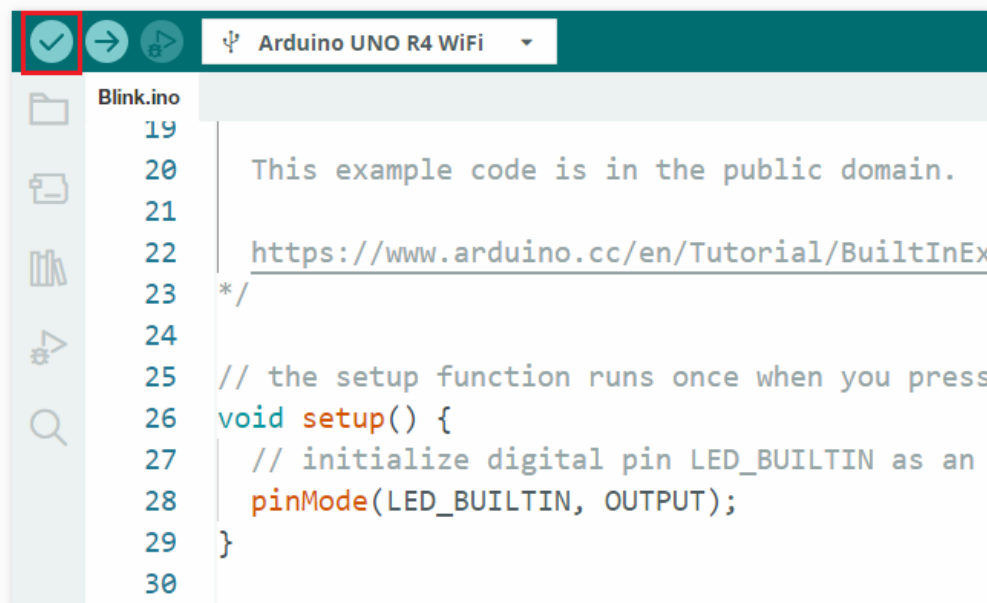 Arduino UNO R4 WiFi
Blink.ino
19
20 This example code is in the public domain.
21
22 https://www.arduino.cc/en/Tutorial/BuiltInEx
23 */
24
25 // the setup function runs once when you press
26 void setup() {
27 // initialize digital pin LED_BUILTIN as an
28 pinMode(LED_BUILTIN, OUTPUT);
29 }
30